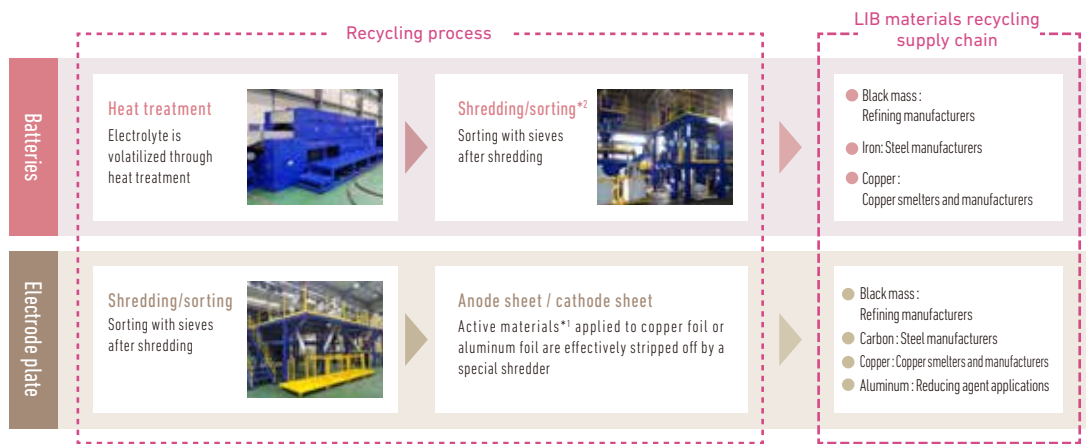 Recycling process
LIB materials recycling
supply chain
Batteries
Heat treatment
Electrolyte is
volatilized through
heat treatment
Shredding/sorting*2
Sorting with sieves
after shredding
Black mass :
Refining manufacturers
Iron: Steel manufacturers
Copper :
Copper smelters and manufacturers
Electrode plate
Shredding/sorting
Sorting with sieves
after shredding
Anode sheet / cathode sheet
Active materials*1 applied to copper foil or
aluminum foil are effectively stripped off by a
special shredder
Black mass :
Refining manufacturers
Carbon : Steel manufacturers
Copper : Copper smelters and manufacturers
Aluminum : Reducing agent applications